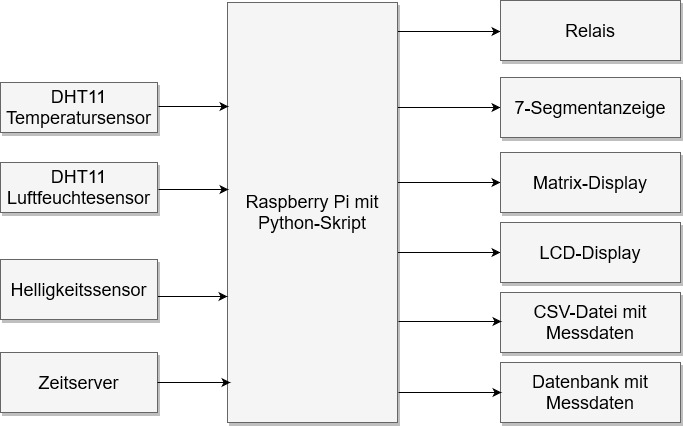 DHT11
Temperatursensor
DHT11
Luftfeuchtesensor
Helligkeitssensor
Zeitserver
Raspberry Pi mit
Python-Skript
Relais
7-Segmentanzeige
Matrix-Display
LCD-Display
CSV-Datei mit
Messdaten
Datenbank mit
Messdaten